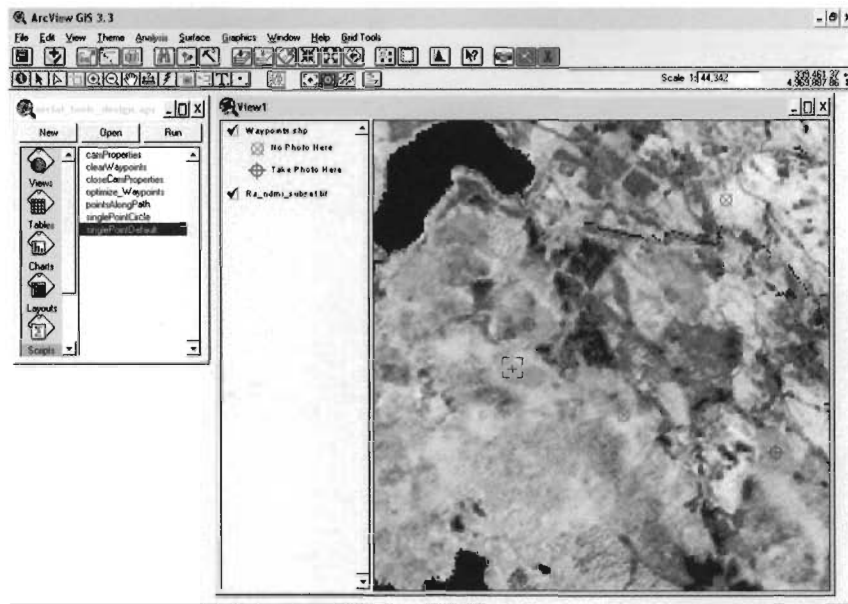 ArcView GIS 3.3
File Edit View Theme Analysis Surface Graphics Window Help Grid Tools
Scale 1: 44,342
New Open Run
Views
Tables
Charts
Layouts
Scripts
camProperties
clearWaypoints
closeCamProperties
optimize_Waypoints
pointsAlongPath
singlePointCircle
singlePointDefault
View1
Waypoints.shp
No Photo Here
Take Photo Here